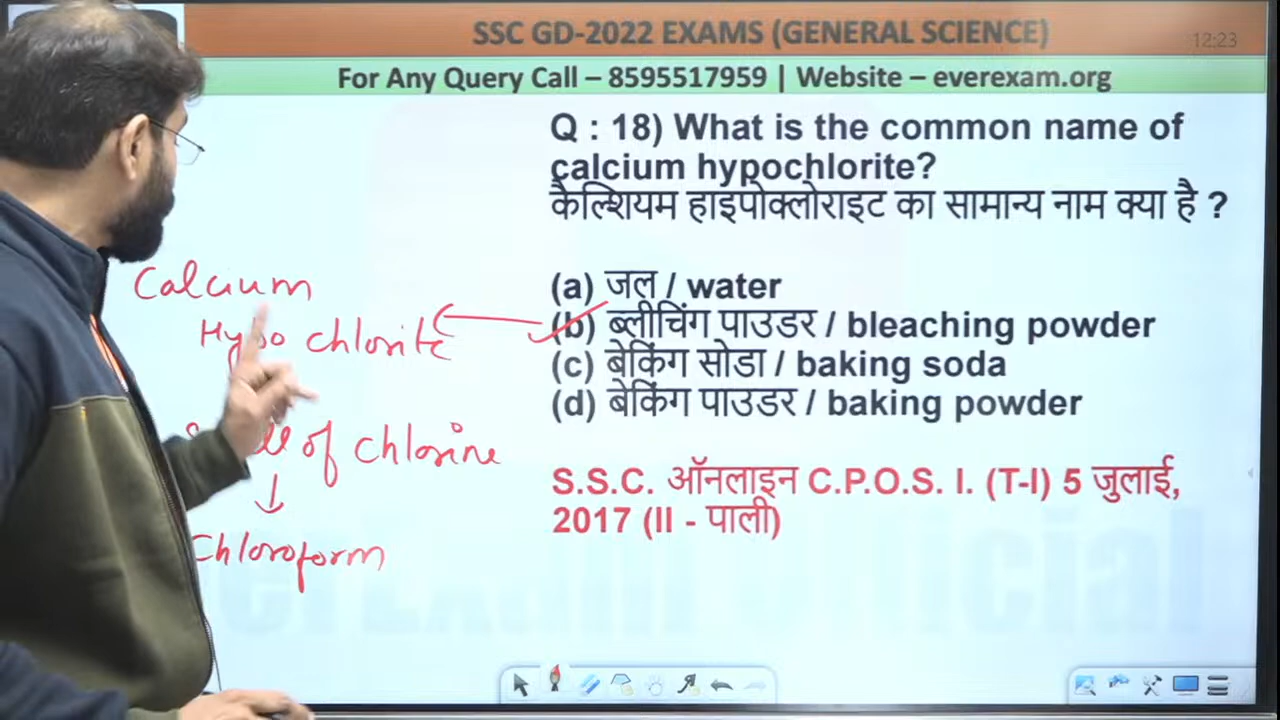 SSC GD-2022 EXAMS (GENERAL SCIENCE)
12:23
For Any Query Call – 8595517959 | Website – everexam.org
Q : 18) What is the common name of
calcium hypochlorite?
कैल्शियम हाइपोक्लोराइट का सामान्य नाम क्या है ?
(a) जल / water
(b) ब्लीचिंग पाउडर / bleaching powder
(c) बेकिंग सोडा / baking soda
(d) बेकिंग पाउडर / baking powder
S.S.C. ऑनलाइन C.P.O.S. I. (T-I) 5 जुलाई,
2017 (II - पाली)
Calcium
Hypo chlorite
of chlorine
Chloroform